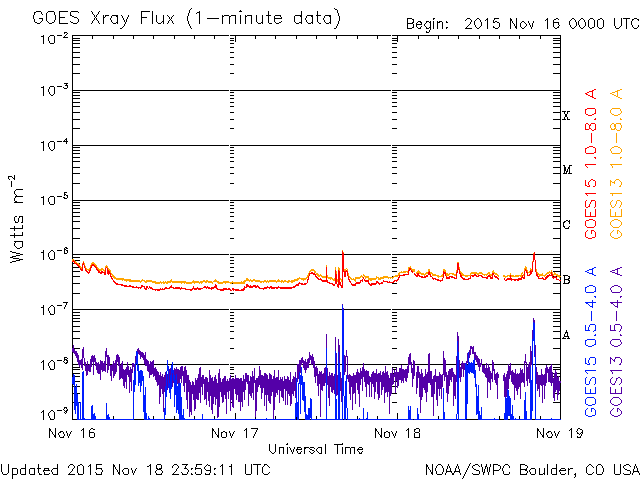 GOES Xray Flux (1-minute data)
Begin: 2015 Nov 16 0000 UTC
10⁻²
10⁻³
10⁻⁴
10⁻⁵
10⁻⁶
10⁻⁷
10⁻⁸
10⁻⁹
Watts m⁻²
X
M
C
B
A
GOES15 1.0-8.0 A
GOES13 1.0-8.0 A
GOES15 0.5-4.0 A
GOES13 0.5-4.0 A
Nov 16
Nov 17
Nov 18
Nov 19
Universal Time
Updated 2015 Nov 18 23:59:11 UTC
NOAA/SWPC Boulder, CO USA